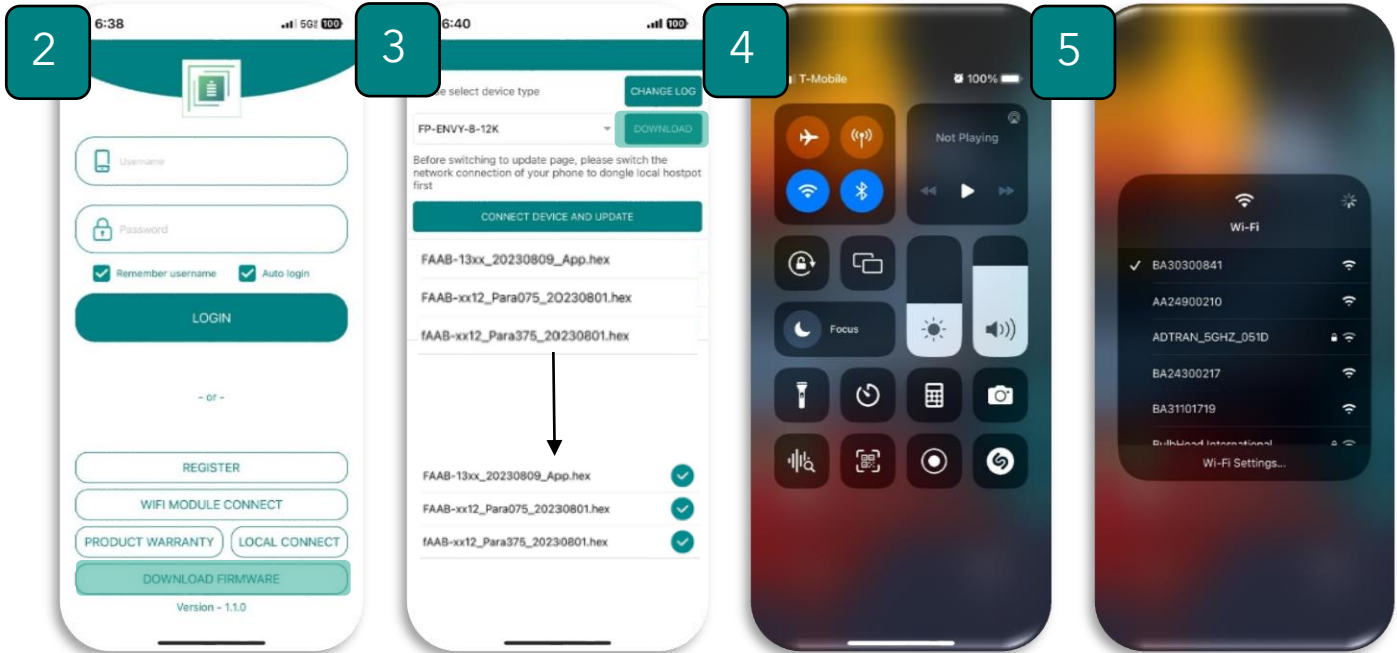 2
6:38
5G 100
Username
Password
Remember username Auto login
LOGIN
- or -
REGISTER
WIFI MODULE CONNECT
PRODUCT WARRANTY LOCAL CONNECT
DOWNLOAD FIRMWARE
Version - 1.1.0
3
6:40
100
select device type
CHANGE LOG
FP-ENVY-8-12K
DOWNLOAD
Before switching to update page, please switch the
network connection of your phone to dongle local hostpot
first
CONNECT DEVICE AND UPDATE
FAAB-13xx_20230809_App.hex
FAAB-xx12_Para075_20230801.hex
fAAB-xx12_Para375_20230801.hex
FAAB-13xx_20230809_App.hex
FAAB-xx12_Para075_20230801.hex
fAAB-xx12_Para375_20230801.hex
4
T-Mobile
100%
Not Playing
Focus
5
Wi-Fi
BA30300841
AA24900210
ADTRAN_5GHZ_051D
BA24300217
BA31101719
BulbHead International
Wi-Fi Settings...